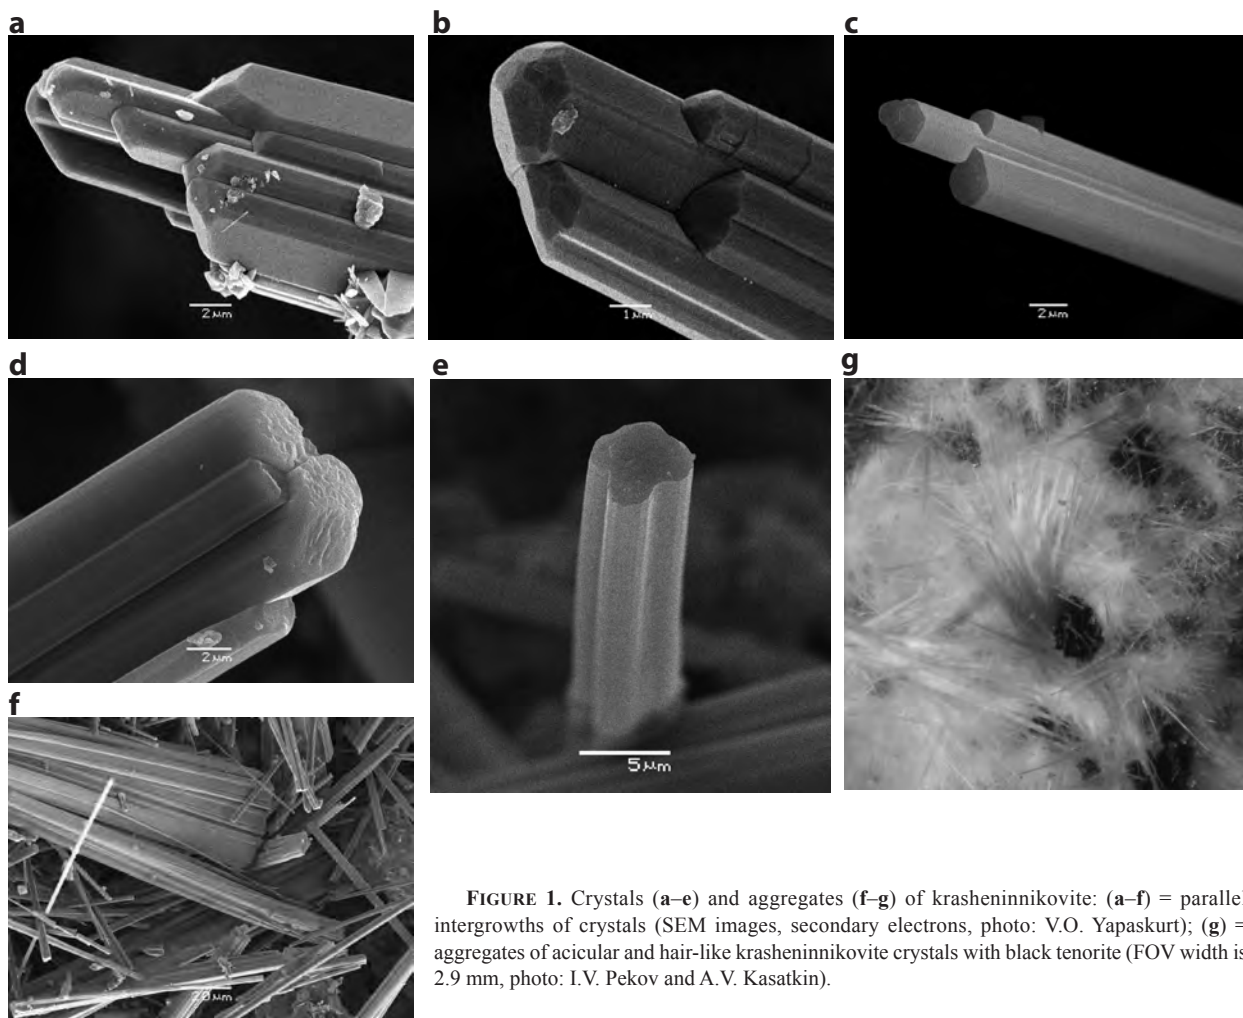 a
b
c
2 µm
1 µm
2 µm
d
e
g
2 µm
5 µm
f
20 µm
FIGURE 1. Crystals (a–e) and aggregates (f–g) of krasheninnikovite: (a–f) = parallel
intergrowths of crystals (SEM images, secondary electrons, photo: V.O. Yapaskurt); (g) =
aggregates of acicular and hair-like krasheninnikovite crystals with black tenorite (FOV width is
2.9 mm, photo: I.V. Pekov and A.V. Kasatkin).